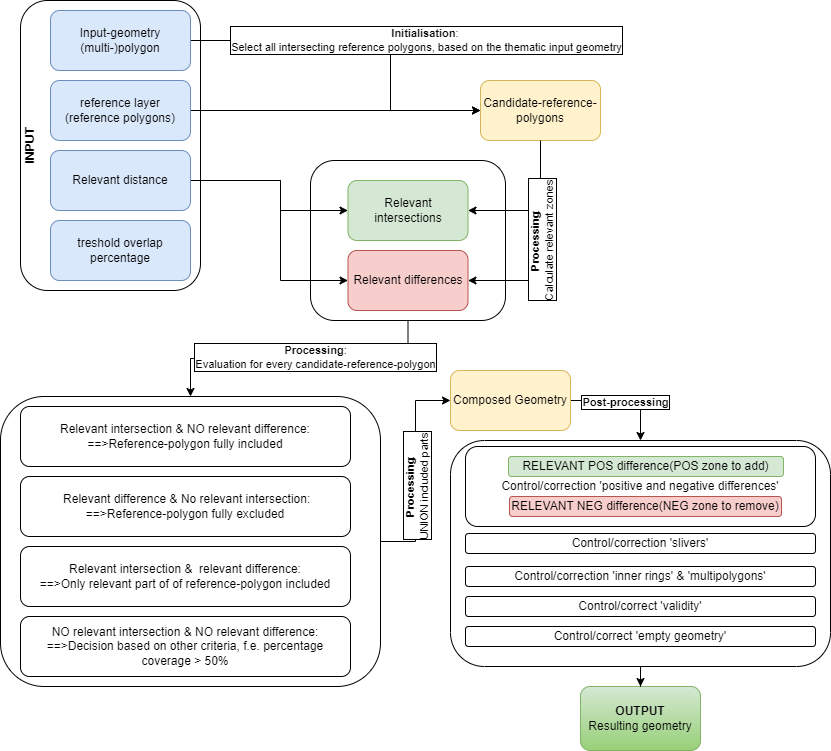 INPUT
Input-geometry
(multi-)polygon
reference layer
(reference polygons)
Relevant distance
treshold overlap
percentage
Initialisation:
Select all intersecting reference polygons, based on the thematic input geometry
Candidate-reference-
polygons
Processing
Calculate relevant zones
Relevant
intersections
Relevant differences
Processing:
Evaluation for every candidate-reference-polygon
Relevant intersection & NO relevant difference:
==>Reference-polygon fully included
Relevant difference & No relevant intersection:
==>Reference-polygon fully excluded
Relevant intersection & relevant difference:
==>Only relevant part of of reference-polygon included
NO relevant intersection & NO relevant difference:
==>Decision based on other criteria, f.e. percentage
coverage > 50%
Processing
UNION included parts
Composed Geometry
Post-processing
RELEVANT POS difference(POS zone to add)
Control/correction 'positive and negative differences'
RELEVANT NEG difference(NEG zone to remove)
Control/correction 'slivers'
Control/correction 'inner rings' & 'multipolygons'
Control/correct 'validity'
Control/correct 'empty geometry'
OUTPUT
Resulting geometry